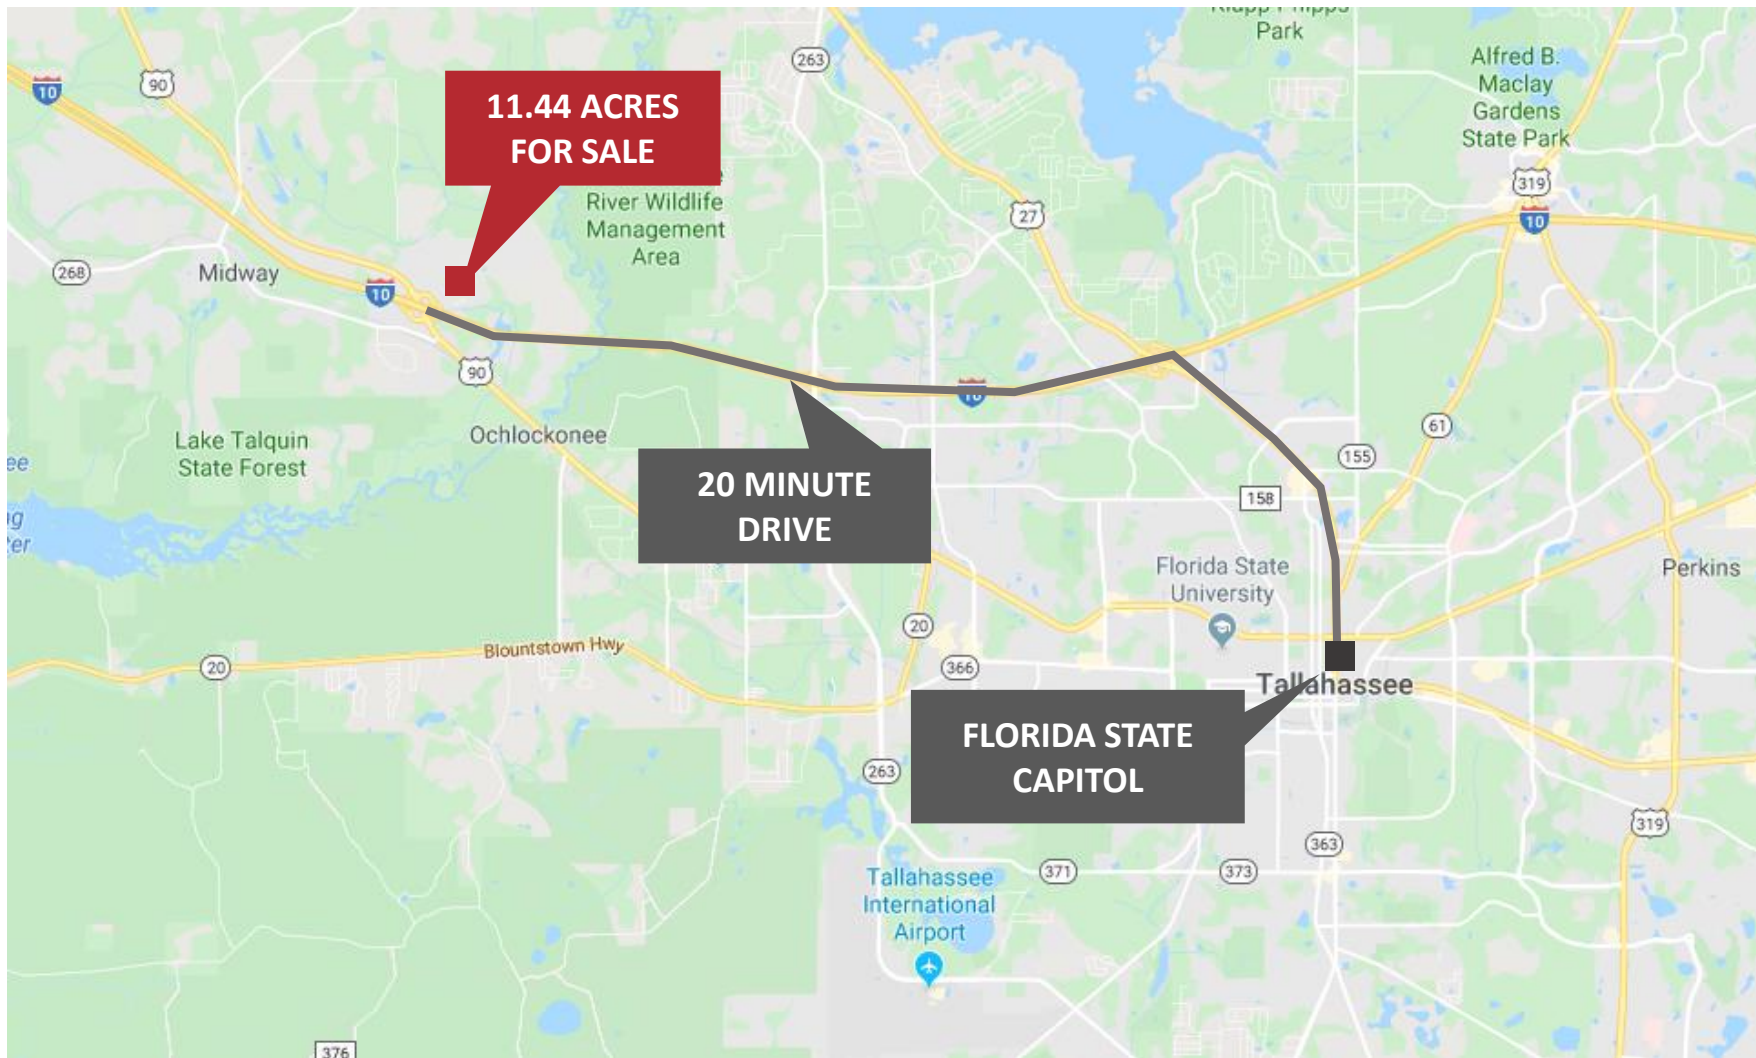 Klapp Phipps
Park
263
Alfred B.
Maclay
Gardens
State Park
10
90
11.44 ACRES
FOR SALE
319
River Wildlife
Management
Area
27
10
268
Midway
10
90
10
61
Lake Talquin
State Forest
Ochlockonee
155
20 MINUTE
DRIVE
158
Florida State
University
Perkins
20
Blountstown Hwy
20
366
Tallahassee
FLORIDA STATE
CAPITOL
263
319
363
371
373
Tallahassee
International
Airport
376